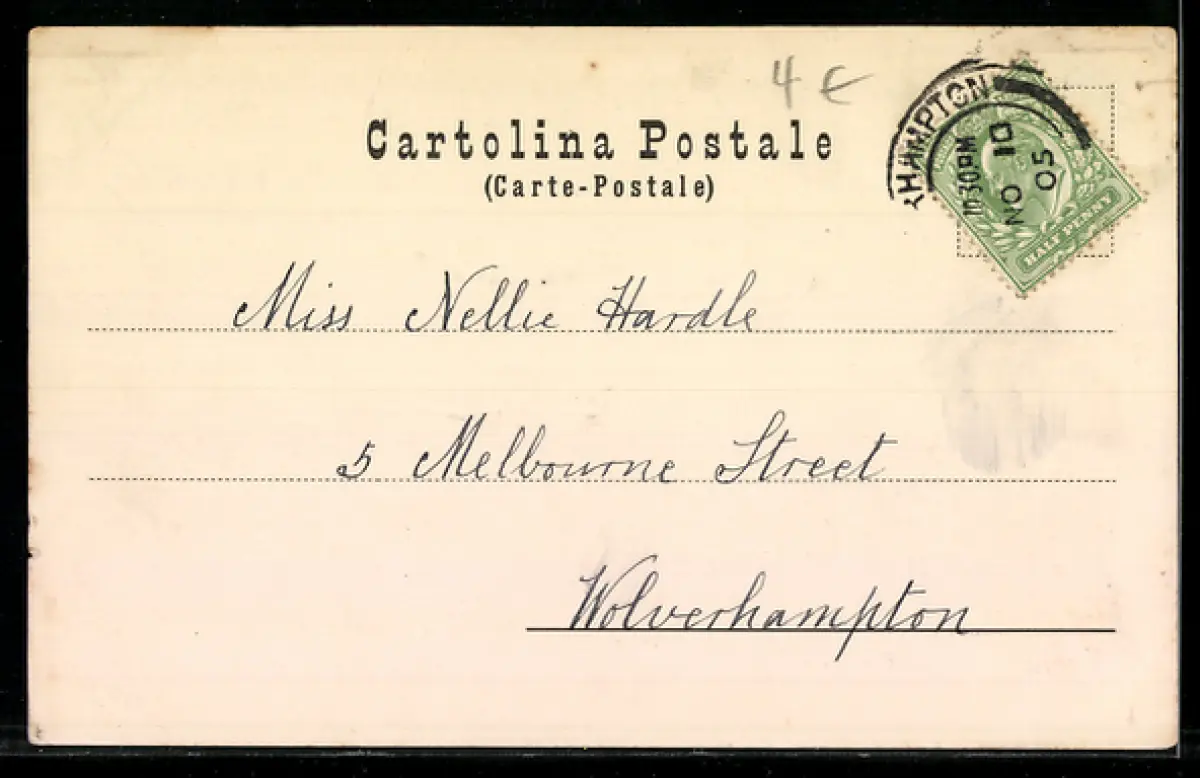 4 €
Cartolina Postale
(Carte-Postale)
RHAMPTON
10 30 PM
NO 10
05
HALF PENNY
Miss Nellie Hardle
5 Melbourne Street
Wolverhampton